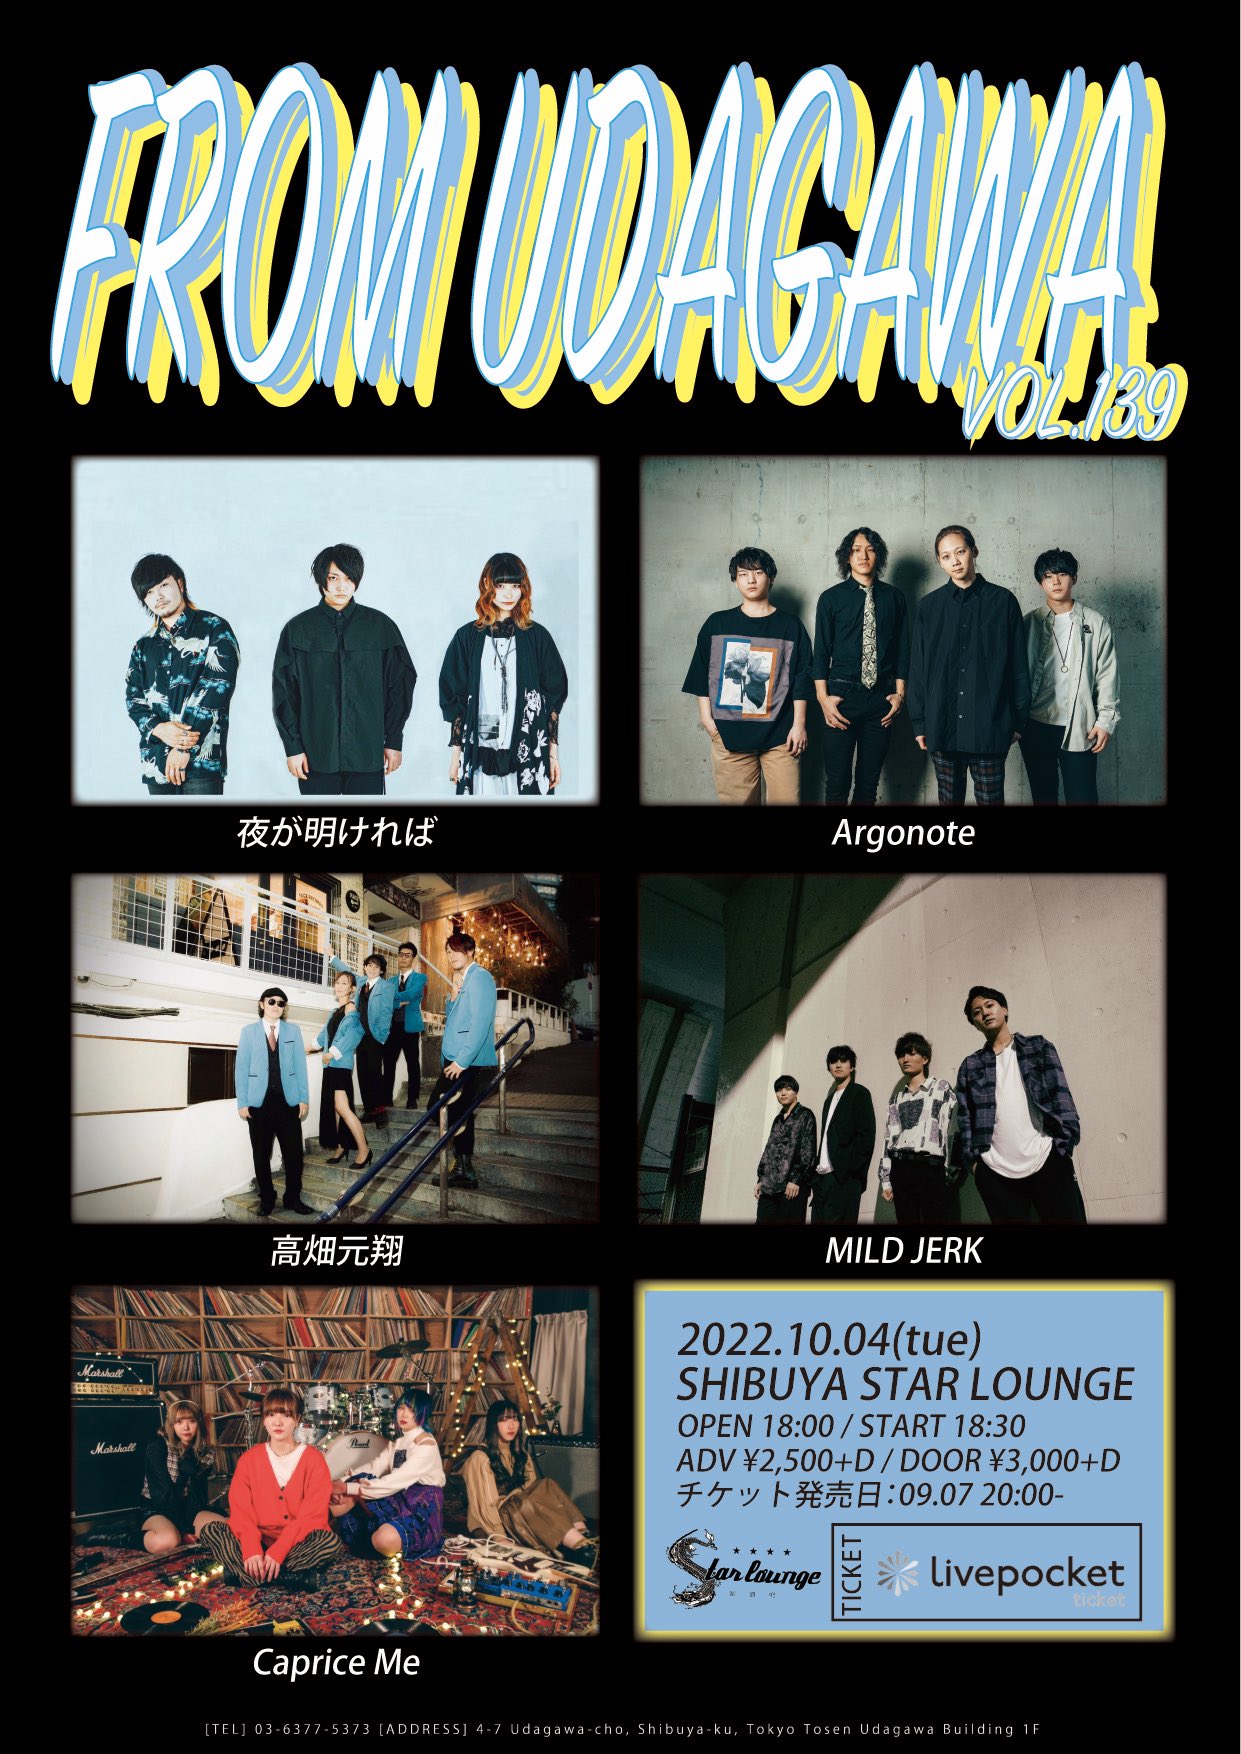 FROM UDAGAWA
VOL.139
夜が明ければ
Argonote
高畑元翔
MILD JERK
Marshall
Marshall
Pearl
Caprice Me
2022.10.04(tue)
SHIBUYA STAR LOUNGE
OPEN 18:00 / START 18:30
ADV ¥2,500+D / DOOR ¥3,000+D
チケット発売日：09.07 20:00-
Star lounge
TICKET
livepocket
ticket
[TEL] 03-6377-5373 [ADDRESS] 4-7 Udagawa-cho, Shibuya-ku, Tokyo Tosen Udagawa Building 1F